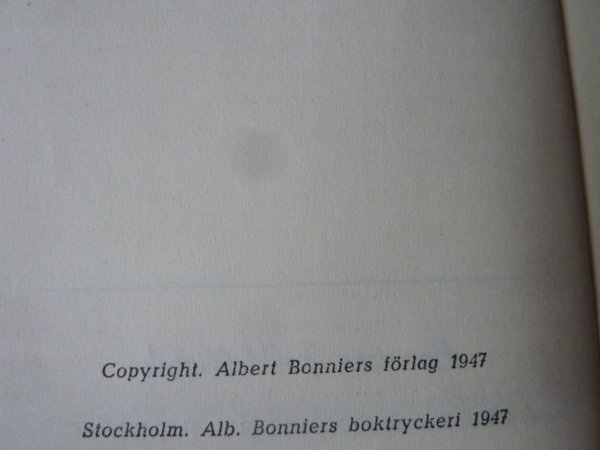 Copyright. Albert Bonniers förlag 1947
Stockholm. Alb. Bonniers boktryckeri 1947